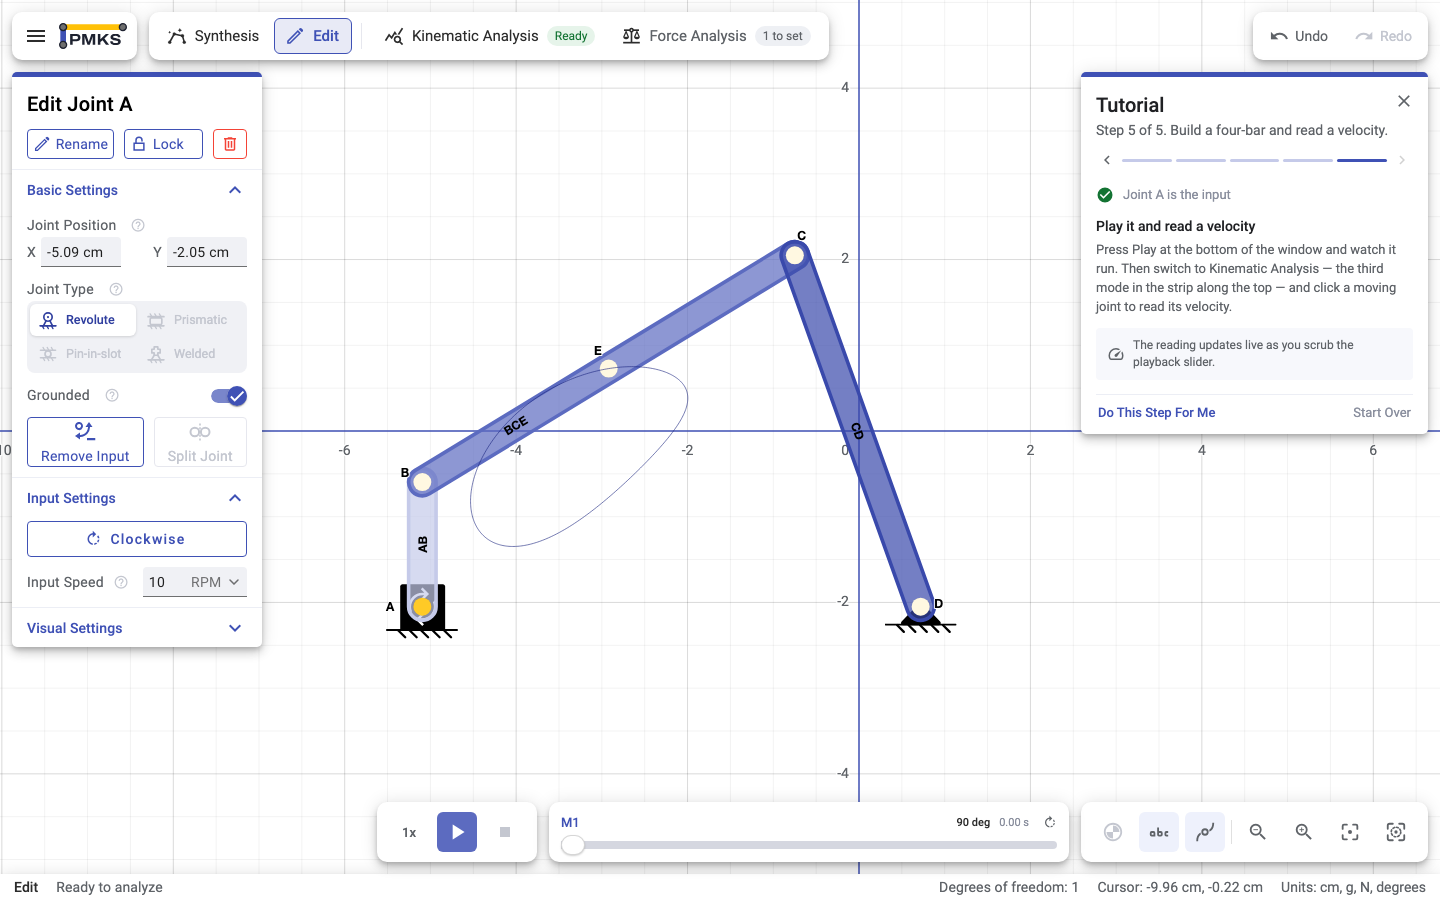 PMKS
Synthesis
Edit
Kinematic Analysis
Ready
Force Analysis
1 to set
Undo
Redo
Edit Joint A
Rename
Lock
Basic Settings
Joint Position
X
-5.09 cm
Y
-2.05 cm
Joint Type
Revolute
Prismatic
Pin-in-slot
Welded
Grounded
Remove Input
Split Joint
Input Settings
Clockwise
Input Speed
10
RPM
Visual Settings
Tutorial
Step 5 of 5. Build a four-bar and read a velocity.
Joint A is the input
Play it and read a velocity
Press Play at the bottom of the window and watch it
run. Then switch to Kinematic Analysis — the third
mode in the strip along the top — and click a moving
joint to read its velocity.
The reading updates live as you scrub the
playback slider.
Do This Step For Me
Start Over
4
2
-2
-4
-6
-4
-2
0
2
4
6
A
B
C
D
E
AB
BCE
CD
1x
M1
90 deg
0.00 s
abc
Edit
Ready to analyze
Degrees of freedom: 1
Cursor: -9.96 cm, -0.22 cm
Units: cm, g, N, degrees